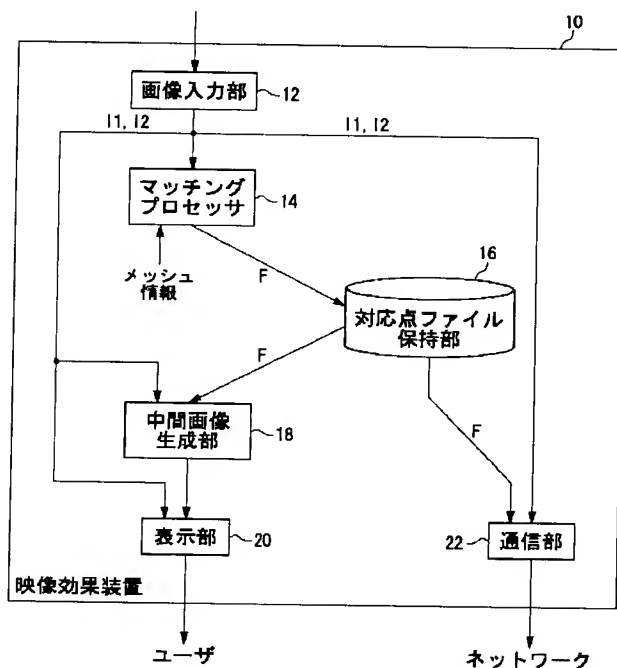 10
画像入力部
12
I1, I2
I1, I2
マッチング
プロセッサ
14
メッシュ
情報
F
16
対応点ファイル
保持部
F
中間画像
生成部
18
F
表示部
20
22
通信部
映像効果装置
ユーザ
ネットワーク